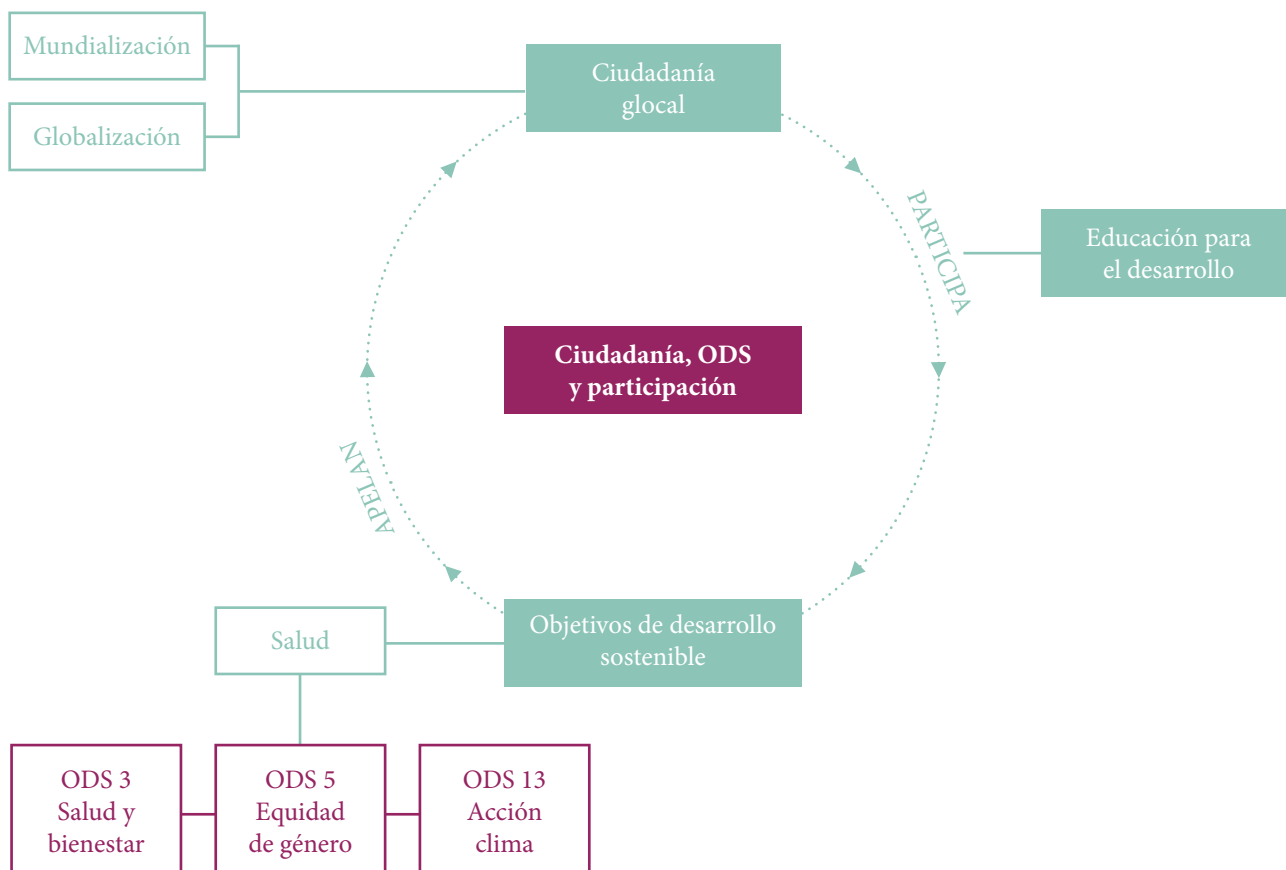 Mundialización
Globalización
Ciudadanía
glocal
PARTICIPA
Educación para
el desarrollo
Ciudadanía, ODS
y participación
APELAN
Objetivos de desarrollo
sostenible
Salud
ODS 3
Salud y
bienestar
ODS 5
Equidad
de género
ODS 13
Acción
clima